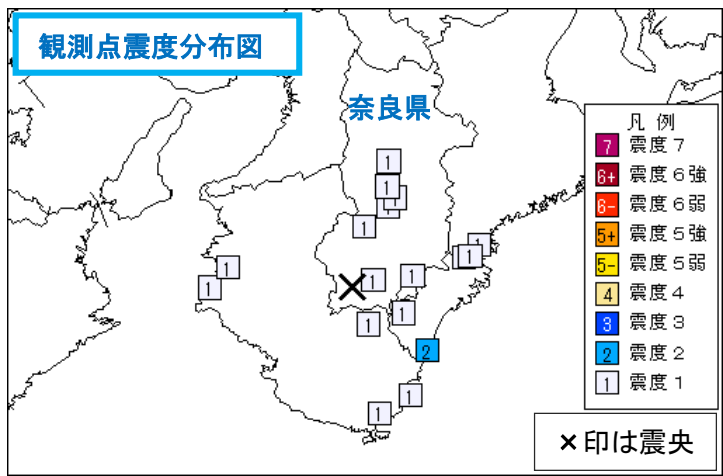 観測点震度分布図
奈良県
1
1
1
1
1
1
1
1
1
1
1
1
1
1
2
1
1
凡 例
7 震度7
6+ 震度6強
6- 震度6弱
5+ 震度5強
5- 震度5弱
4 震度4
3 震度3
2 震度2
1 震度1
×印は震央